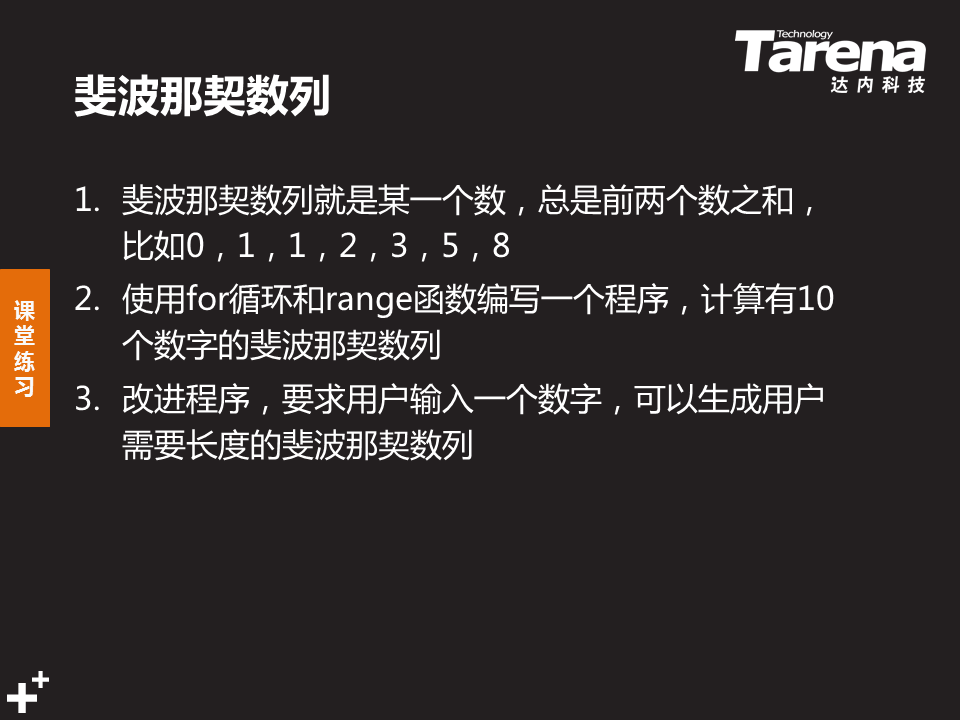 Technology
Tarena
达内科技
斐波那契数列
1. 斐波那契数列就是某一个数，总是前两个数之和，
比如0，1，1，2，3，5，8
2. 使用for循环和range函数编写一个程序，计算有10
个数字的斐波那契数列
3. 改进程序，要求用户输入一个数字，可以生成用户
需要长度的斐波那契数列
课
堂
练
习